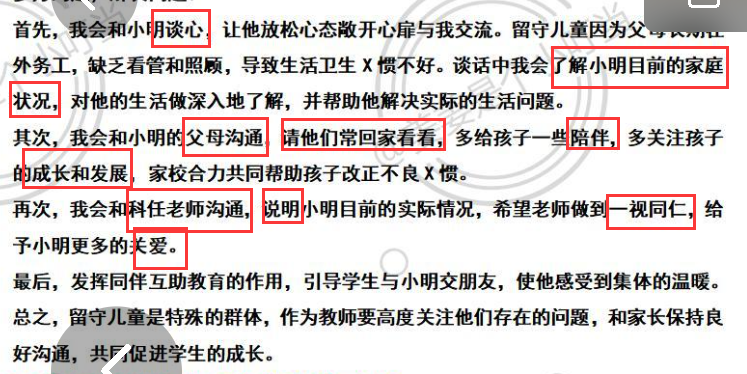 首先，我会和小明谈心，让他放松心态敞开心扉与我交流。留守儿童因为父母长期在
外务工，缺乏看管和照顾，导致生活卫生X惯不好。谈话中我会了解小明目前的家庭
状况，对他的生活做深入地了解，并帮助他解决实际的生活问题。
其次，我会和小明的父母沟通，请他们常回家看看，多给孩子一些陪伴，多关注孩子
的成长和发展，家校合力共同帮助孩子改正不良X惯。
再次，我会和科任老师沟通，说明小明目前的实际情况，希望老师做到一视同仁，给
予小明更多的关爱。
最后，发挥同伴互助教育的作用，引导学生与小明交朋友，使他感受到集体的温暖。
总之，留守儿童是特殊的群体，作为教师要高度关注他们存在的问题，和家长保持良
好沟通，共同促进学生的成长。